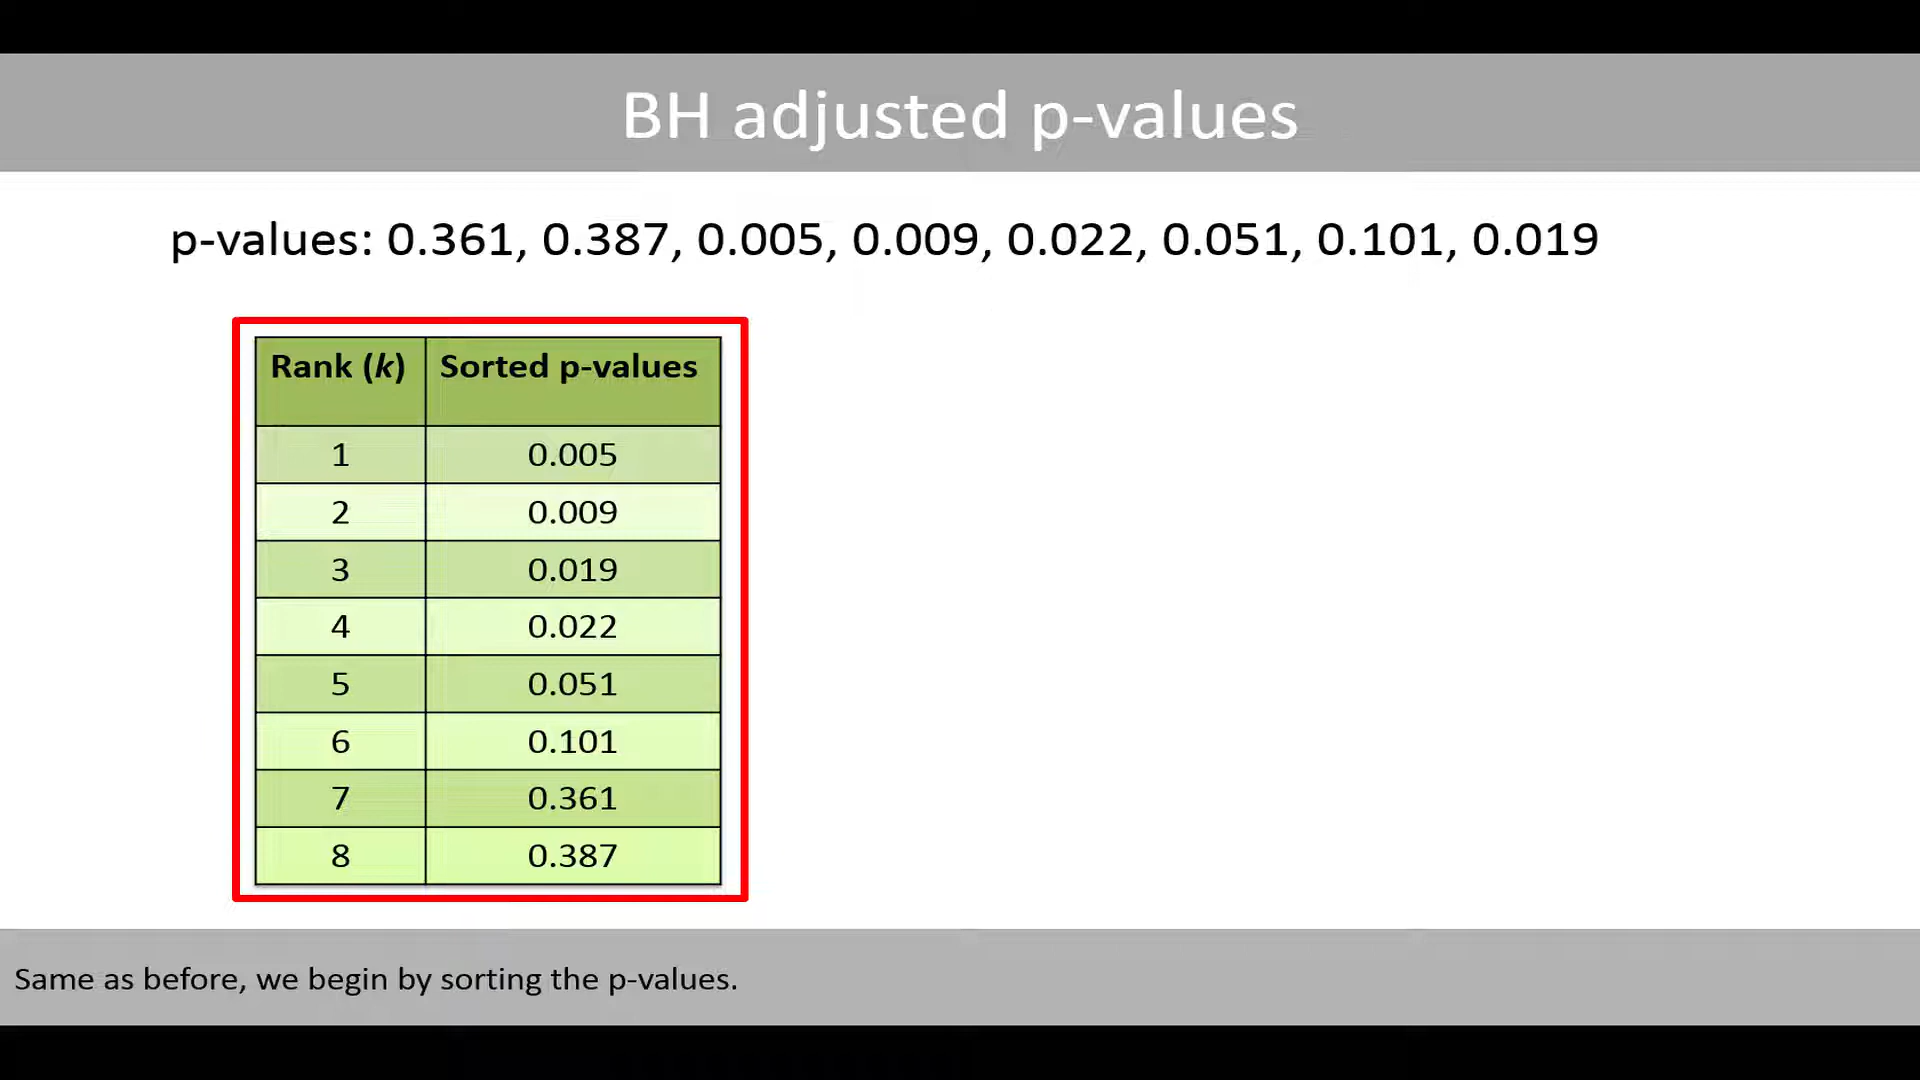 BH adjusted p-values
p-values: 0.361, 0.387, 0.005, 0.009, 0.022, 0.051, 0.101, 0.019
Rank (k) Sorted p-values
1 0.005
2 0.009
3 0.019
4 0.022
5 0.051
6 0.101
7 0.361
8 0.387
Same as before, we begin by sorting the p-values.